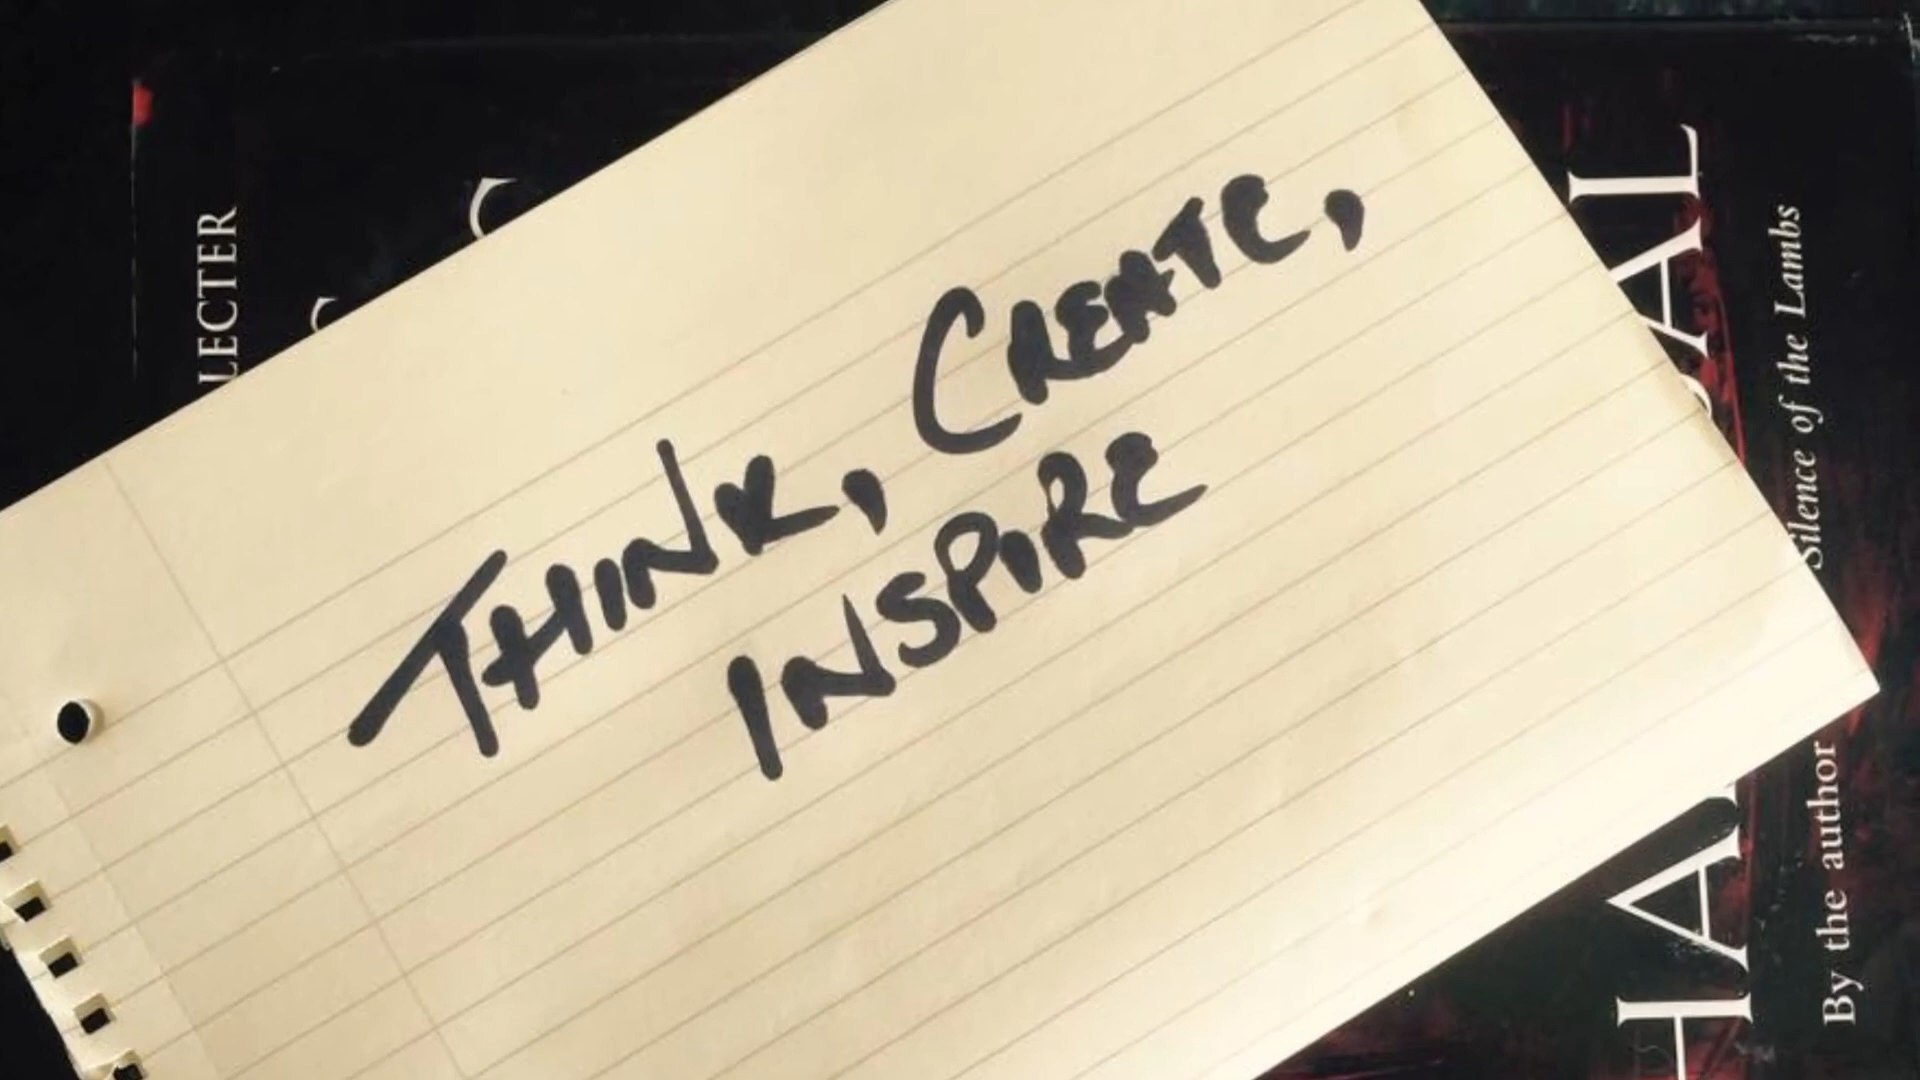 THINK, CREATE,
INSPIRE
LECTER
Silence of the Lambs
By the author